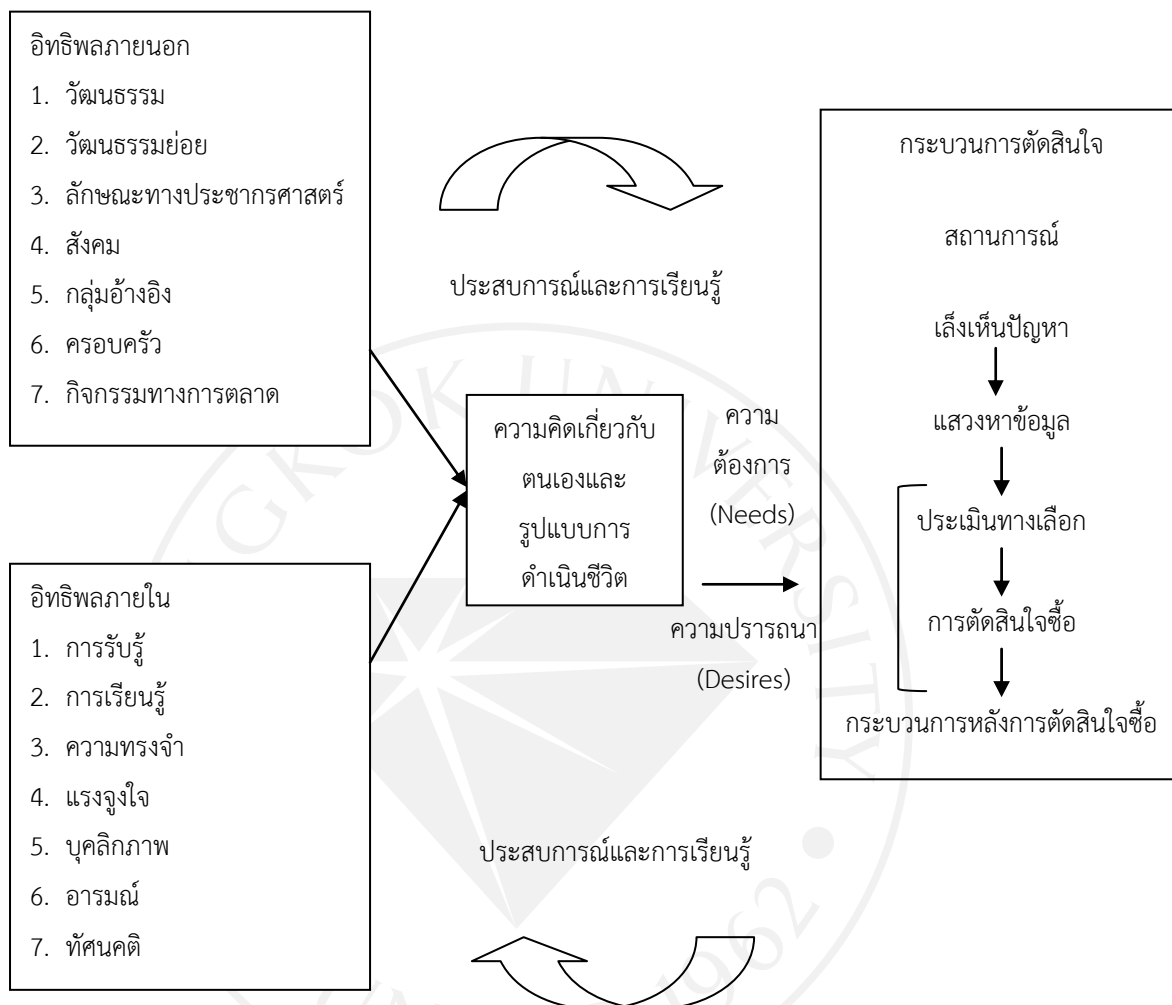 อิทธิพลภายนอก
1. วัฒนธรรม
2. วัฒนธรรมย่อย
3. ลักษณะทางประชากรศาสตร์
4. สังคม
5. กลุ่มอ้างอิง
6. ครอบครัว
7. กิจกรรมทางการตลาด
อิทธิพลภายใน
1. การรับรู้
2. การเรียนรู้
3. ความทรงจำ
4. แรงจูงใจ
5. บุคลิกภาพ
6. อารมณ์
7. ทัศนคติ
ประสบการณ์และการเรียนรู้
ความคิดเกี่ยวกับ
ตนเองและ
รูปแบบการ
ดำเนินชีวิต
ความ
ต้องการ
(Needs)
ความปรารถนา
(Desires)
ประสบการณ์และการเรียนรู้
กระบวนการตัดสินใจ
สถานการณ์
เล็งเห็นปัญหา
แสวงหาข้อมูล
ประเมินทางเลือก
การตัดสินใจซื้อ
กระบวนการหลังการตัดสินใจซื้อ
GKOK UNIVERSITY
1962